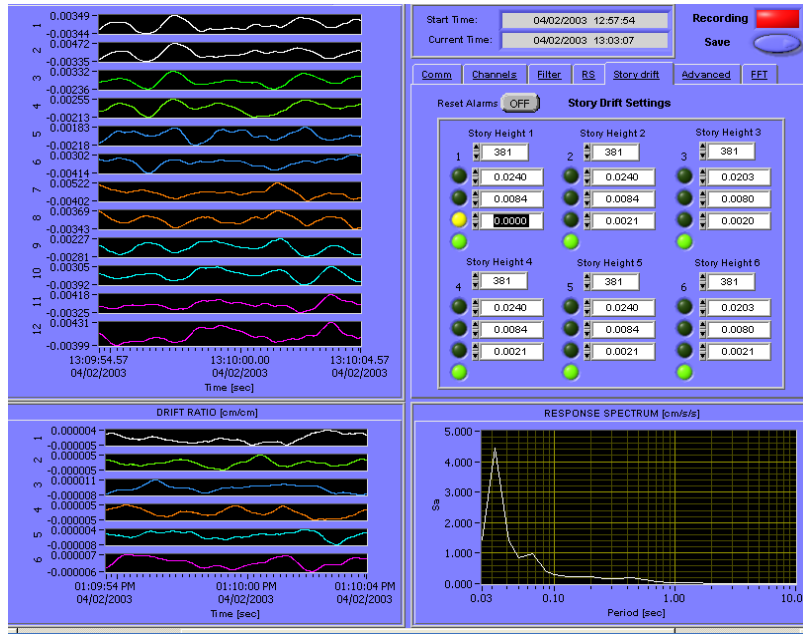 1 0.00349
-0.00344
2 0.00472
-0.00335
3 0.00332
-0.00236
4 0.00255
-0.00213
5 0.00183
-0.00218
6 0.00302
-0.00414
7 0.00522
-0.00402
8 0.00369
-0.00343
9 0.00227
-0.00281
10 0.00305
-0.00392
11 0.00418
-0.00325
12 0.00431
-0.00399
13:09:54.57 13:10:00.00 13:10:04.57
04/02/2003 04/02/2003 04/02/2003
Time [sec]
Start Time: 04/02/2003 12:57:54
Current Time: 04/02/2003 13:03:07
Recording
Save
Comm Channels Filter RS Story drift Advanced FFT
Reset Alarms OFF Story Drift Settings
Story Height 1 Story Height 2 Story Height 3
1 381 2 381 3 381
0.0240 0.0240 0.0203
0.0084 0.0084 0.0080
0.0000 0.0021 0.0020
Story Height 4 Story Height 5 Story Height 6
4 381 5 381 6 381
0.0240 0.0240 0.0203
0.0084 0.0084 0.0080
0.0021 0.0021 0.0021
DRIFT RATIO [cm/cm]
1 0.000004
-0.000005
2 0.000005
-0.000005
3 0.000011
-0.000008
4 0.000005
-0.000005
5 0.000004
-0.000008
6 0.000007
-0.000006
01:09:54 PM 01:10:00 PM 01:10:04 PM
04/02/2003 04/02/2003 04/02/2003
Time [sec]
RESPONSE SPECTRUM [cm/s/s]
5.000
4.000
3.000
2.000
1.000
0.000
Sa
0.03 0.10 1.00 10.0
Period [sec]